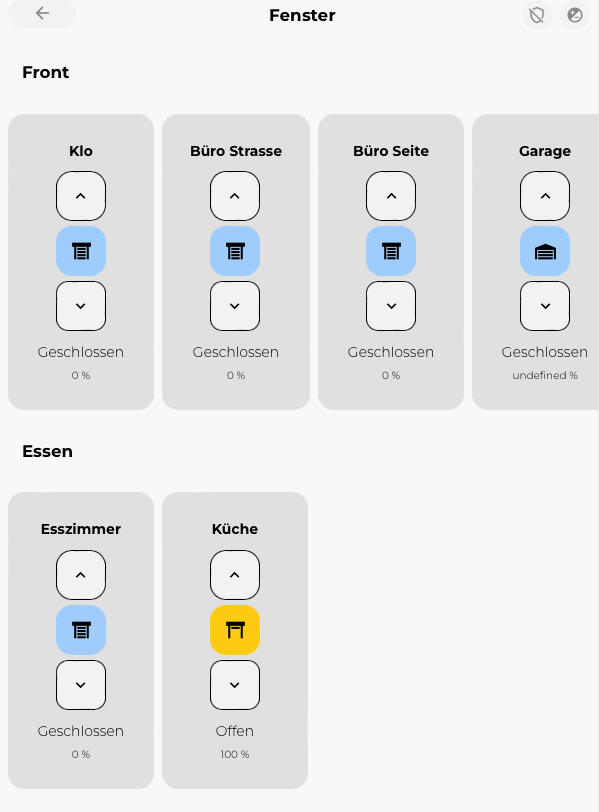 Fenster
Front
Klo
Büro Strasse
Büro Seite
Garage
Geschlossen
Geschlossen
Geschlossen
Geschlossen
0 %
0 %
0 %
undefined %
Essen
Esszimmer
Küche
Geschlossen
Offen
0 %
100 %